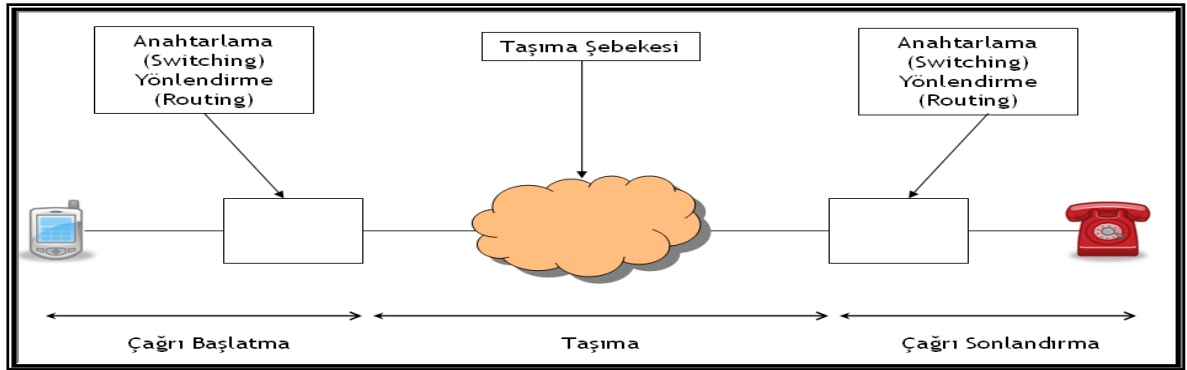 Anahtarlama
(Switching)
Yönlendirme
(Routing)
Taşıma Şebekesi
Anahtarlama
(Switching)
Yönlendirme
(Routing)
Çağrı Başlatma
Taşıma
Çağrı Sonlandırma